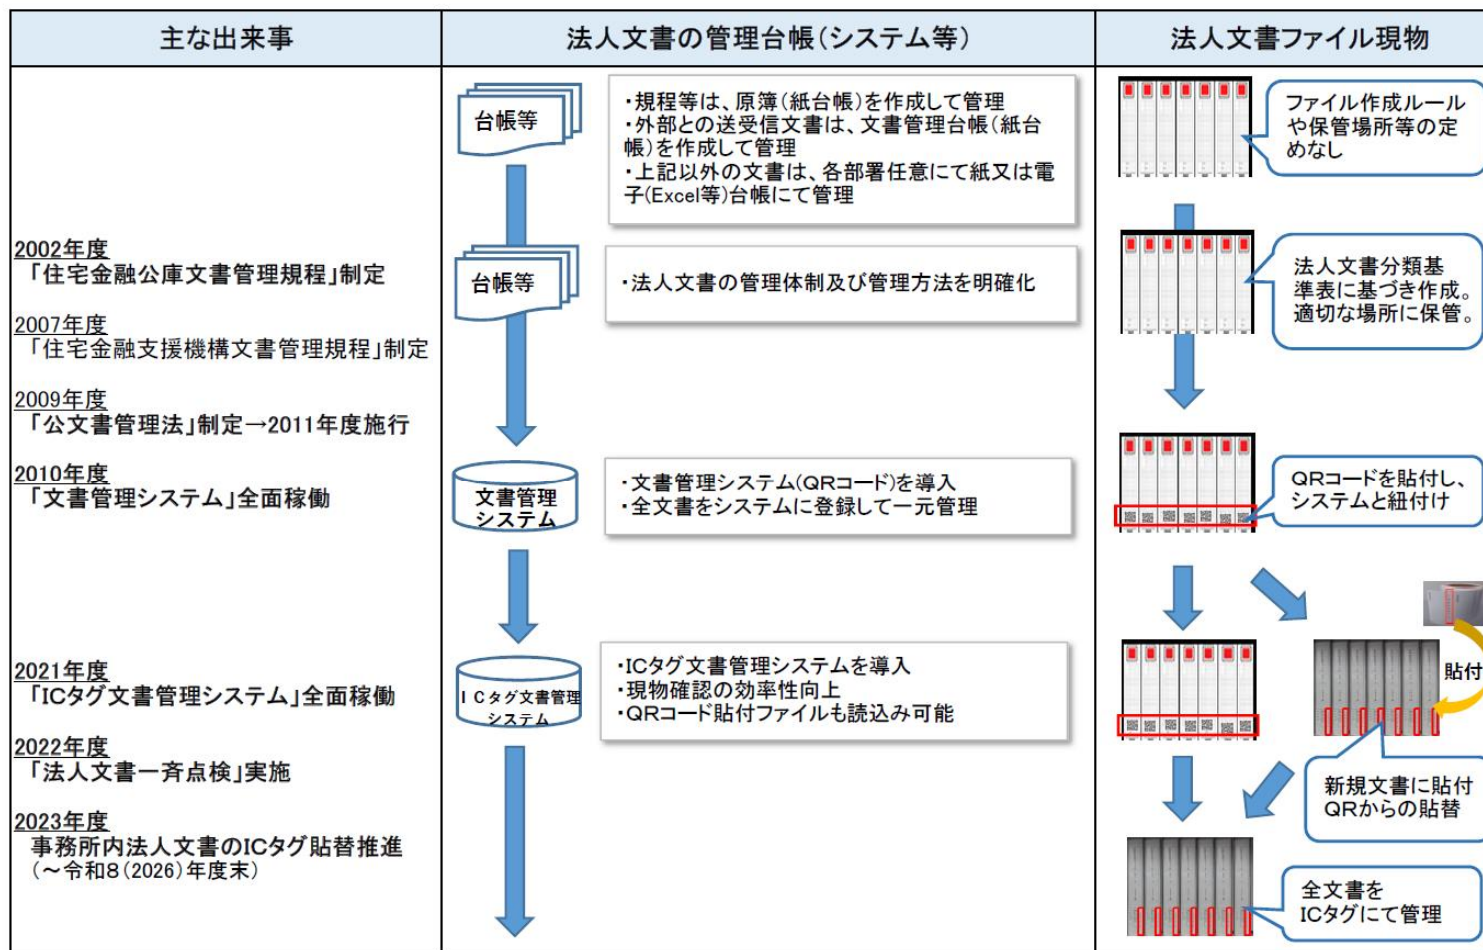 主な出来事
法人文書の管理台帳(システム等)
法人文書ファイル現物
台帳等
・規程等は、原簿(紙台帳)を作成して管理
・外部との送受信文書は、文書管理台帳(紙台
帳)を作成して管理
・上記以外の文書は、各部署任意にて紙又は電
子(Excel等)台帳にて管理
ファイル作成ルール
や保管場所等の定
めなし
2002年度
「住宅金融公庫文書管理規程」制定
台帳等
・法人文書の管理体制及び管理方法を明確化
法人文書分類基
準表に基づき作成。
適切な場所に保管。
2007年度
「住宅金融支援機構文書管理規程」制定
2009年度
「公文書管理法」制定→2011年度施行
2010年度
「文書管理システム」全面稼働
文書管理
システム
・文書管理システム(QRコード)を導入
・全文書をシステムに登録して一元管理
QRコードを貼付し、
システムと紐付け
2021年度
「ICタグ文書管理システム」全面稼働
ICタグ文書管理
システム
・ICタグ文書管理システムを導入
・現物確認の効率性向上
・QRコード貼付ファイルも読込み可能
貼付
新規文書に貼付
QRからの貼替
2022年度
「法人文書一斉点検」実施
2023年度
事務所内法人文書のICタグ貼替推進
(~令和8(2026)年度末)
全文書を
ICタグにて管理